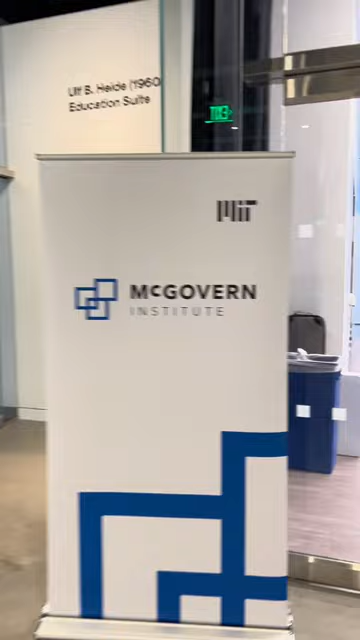 Ulf B. Heide (1960
Education Suite
MIT
McGOVERN
INSTITUTE